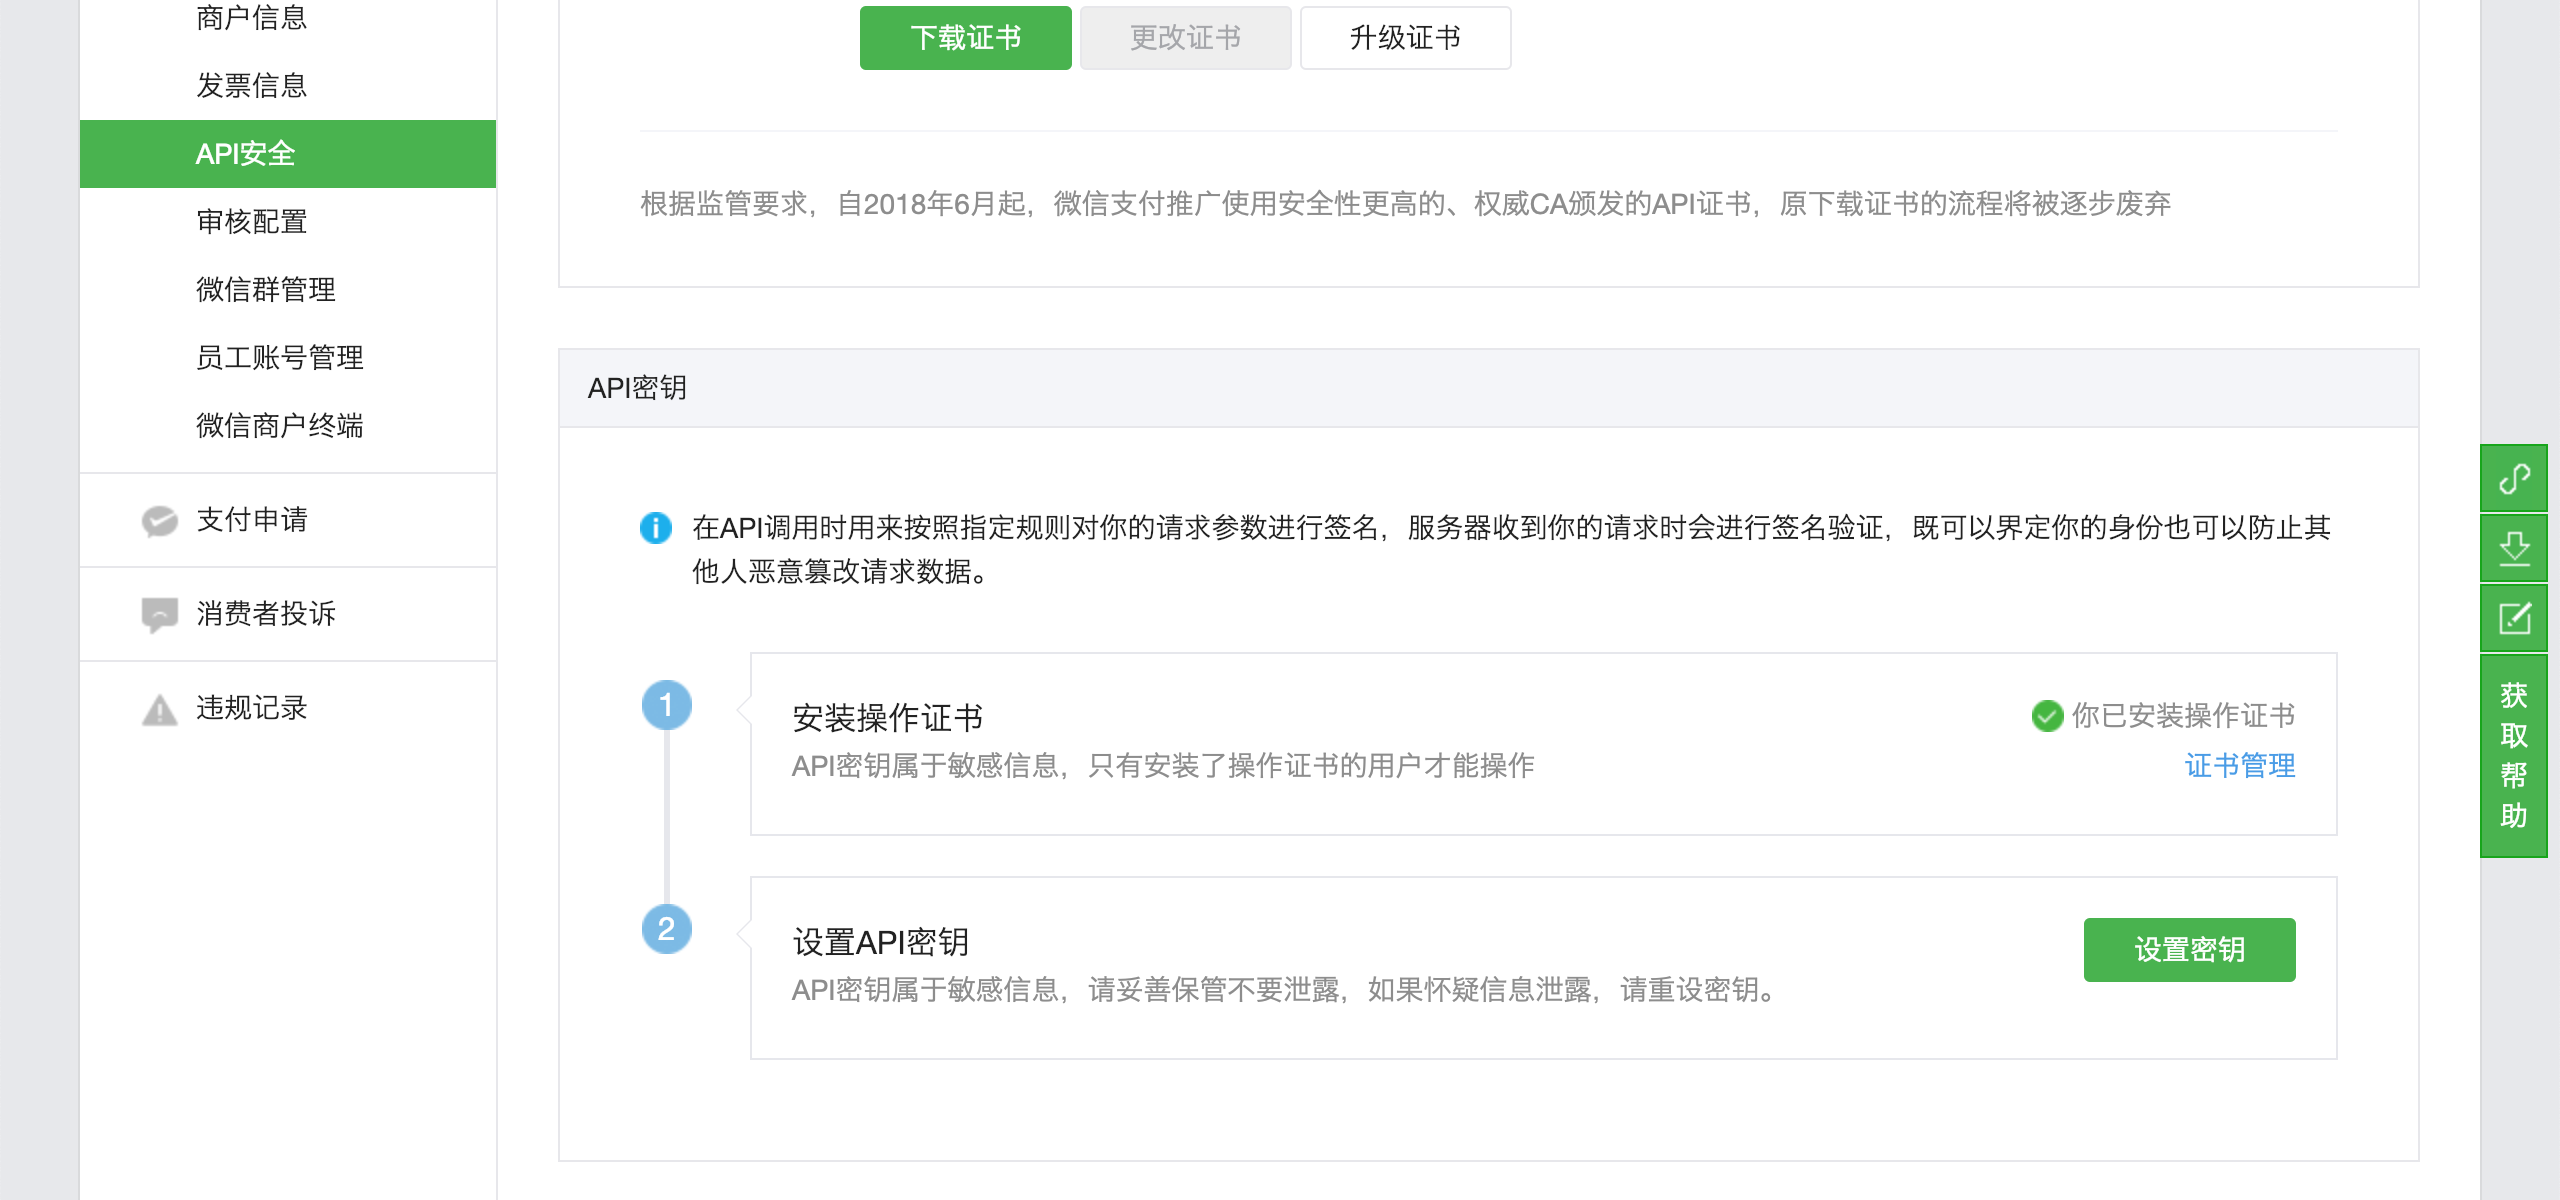 商户信息
发票信息
API安全
审核配置
微信群管理
员工账号管理
微信商户终端
支付申请
消费者投诉
违规记录
下载证书
更改证书
升级证书
根据监管要求，自2018年6月起，微信支付推广使用安全性更高的、权威CA颁发的API证书，原下载证书的流程将被逐步废弃
API密钥
在API调用时用来按照指定规则对你的请求参数进行签名，服务器收到你的请求时会进行签名验证，既可以界定你的身份也可以防止其
他人恶意篡改请求数据。
1
安装操作证书
你已安装操作证书
API密钥属于敏感信息，只有安装了操作证书的用户才能操作
证书管理
2
设置API密钥
设置密钥
API密钥属于敏感信息，请妥善保管不要泄露，如果怀疑信息泄露，请重设密钥。
获
取
帮
助